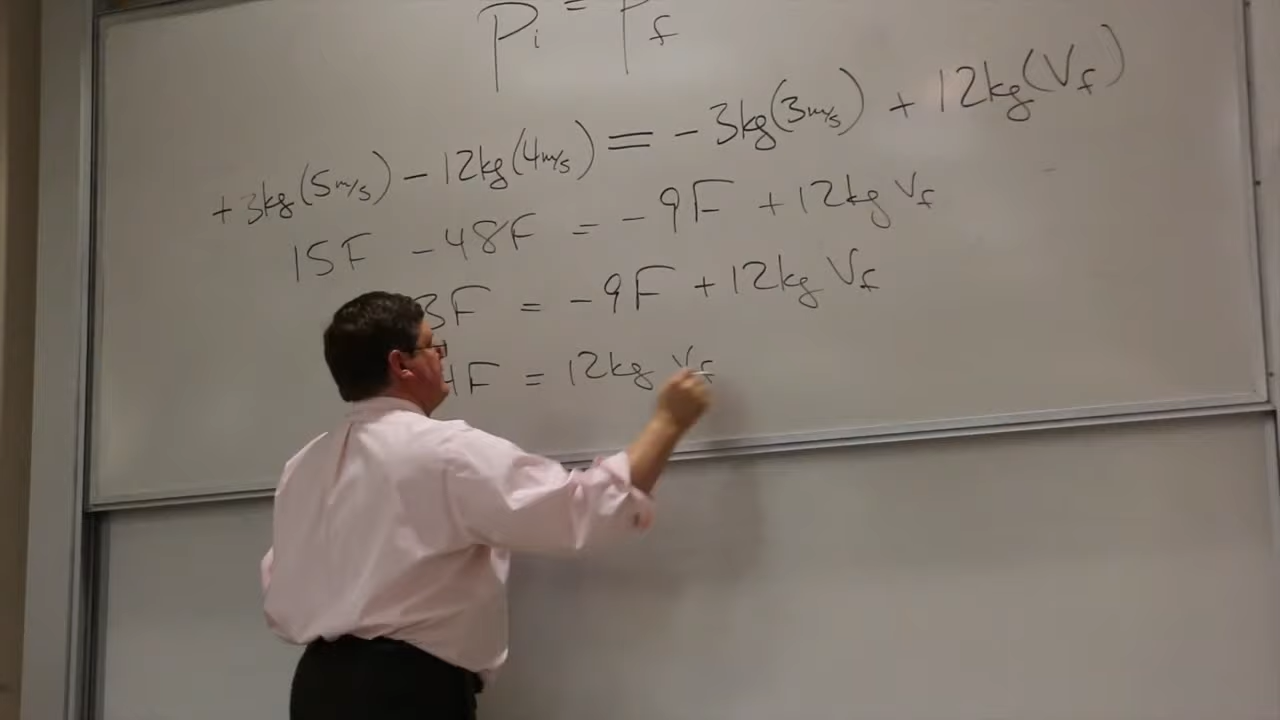 Pi = Pf
+3kg(5m/s) - 12kg(4m/s) = -3kg(3m/s) + 12kg(Vf)
15F - 48F = -9F + 12kg Vf
3F = -9F + 12kg Vf
4F = 12kg Vf